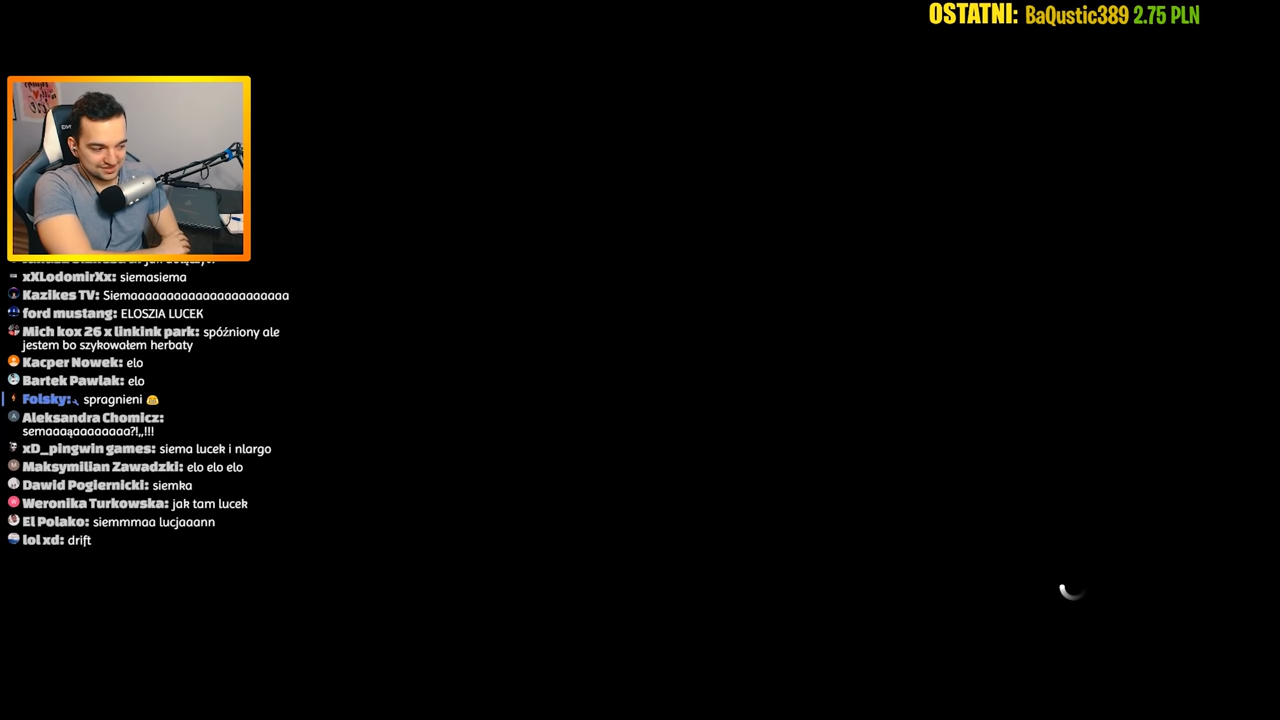 OSTATNI: BaQustic389 2.75 PLN
xXLodomirXx: siemasiema
Kazikes TV: Siemaaaaaaaaaaaaaaaaaaaaaa
ford mustang: ELOSZIA LUCEK
Mich kox 26 x linkink park: spóźniony ale
jestem bo szykowałem herbaty
Kacper Nowek: elo
Bartek Pawlak: elo
Folsky: spragnieni
Aleksandra Chomicz:
semaaąaaaaaaaa?!,,!!!
xD_pingwin games: siema lucek i nlargo
Maksymilian Zawadzki: elo elo elo
Dawid Pogiernicki: siemka
Weronika Turkowska: jak tam lucek
El Polako: siemmmaa lucjaaann
lol xd: drift